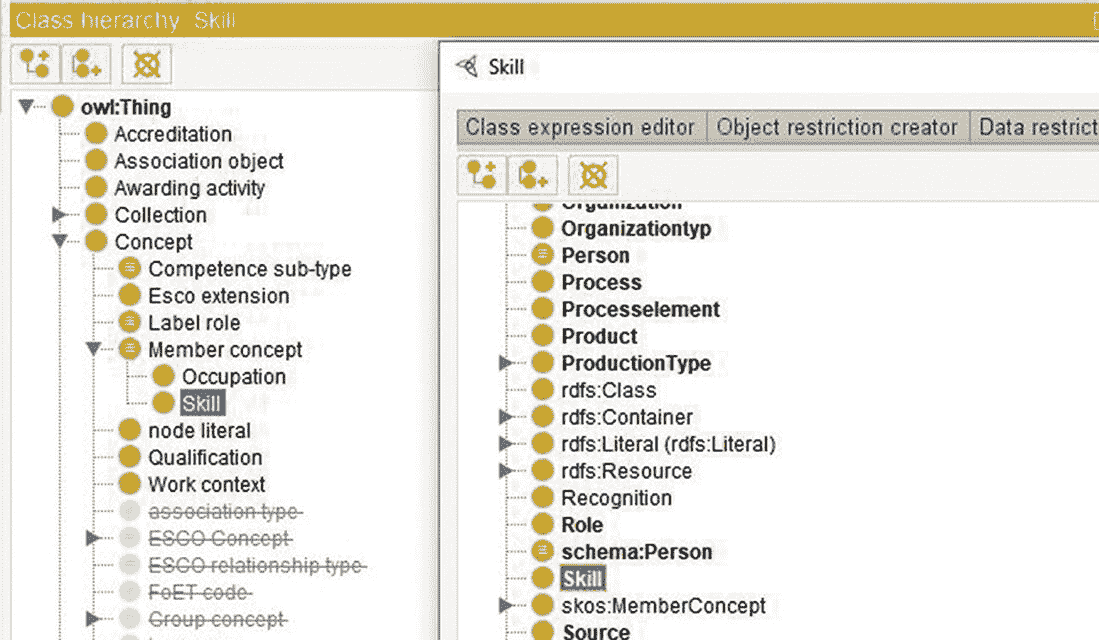 Class hierarchy Skill
owl:Thing
Accreditation
Association object
Awarding activity
Collection
Concept
Competence sub-type
Esco extension
Label role
Member concept
Occupation
Skill
node literal
Qualification
Work context
association type
ESCO Concept
ESCO relationship type
FoET code
Group concept
Skill
Class expression editor Object restriction creator Data restrict
Organization
Organizationtyp
Person
Process
Processelement
Product
ProductionType
rdfs:Class
rdfs:Container
rdfs:Literal (rdfs:Literal)
rdfs:Resource
Recognition
Role
schema:Person
Skill
skos:MemberConcept
Source